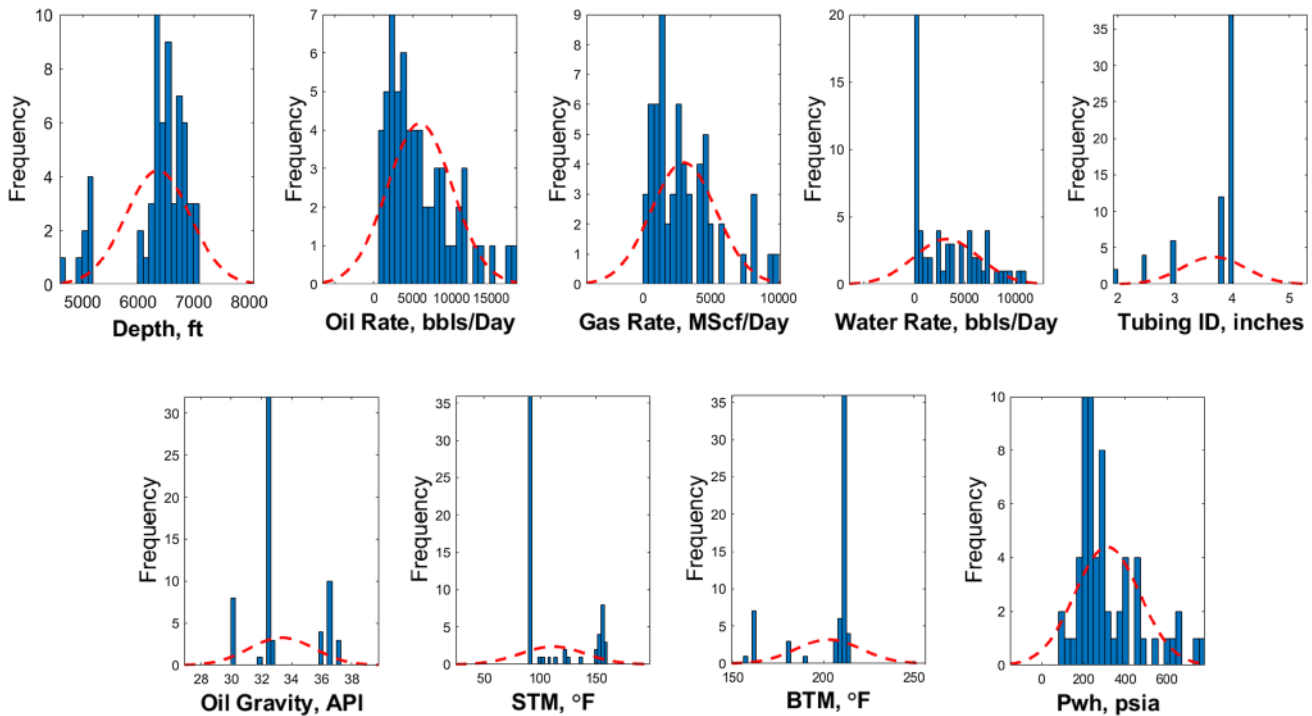 10
8
6
4
2
0
Frequency
5000 6000 7000 8000
Depth, ft
7
6
5
4
3
2
1
0
Frequency
0 5000 10000 15000
Oil Rate, bbls/Day
9
8
7
6
5
4
3
2
1
0
Frequency
0 5000 10000
Gas Rate, MScf/Day
20
15
10
5
0
Frequency
0 5000 10000
Water Rate, bbls/Day
35
30
25
20
15
10
5
0
Frequency
2 3 4 5
Tubing ID, inches
30
25
20
15
10
5
0
Frequency
28 30 32 34 36 38
Oil Gravity, API
35
30
25
20
15
10
5
0
Frequency
50 100 150
STM, °F
35
30
25
20
15
10
5
0
Frequency
150 200 250
BTM, °F
10
8
6
4
2
0
Frequency
0 200 400 600
Pwh, psia